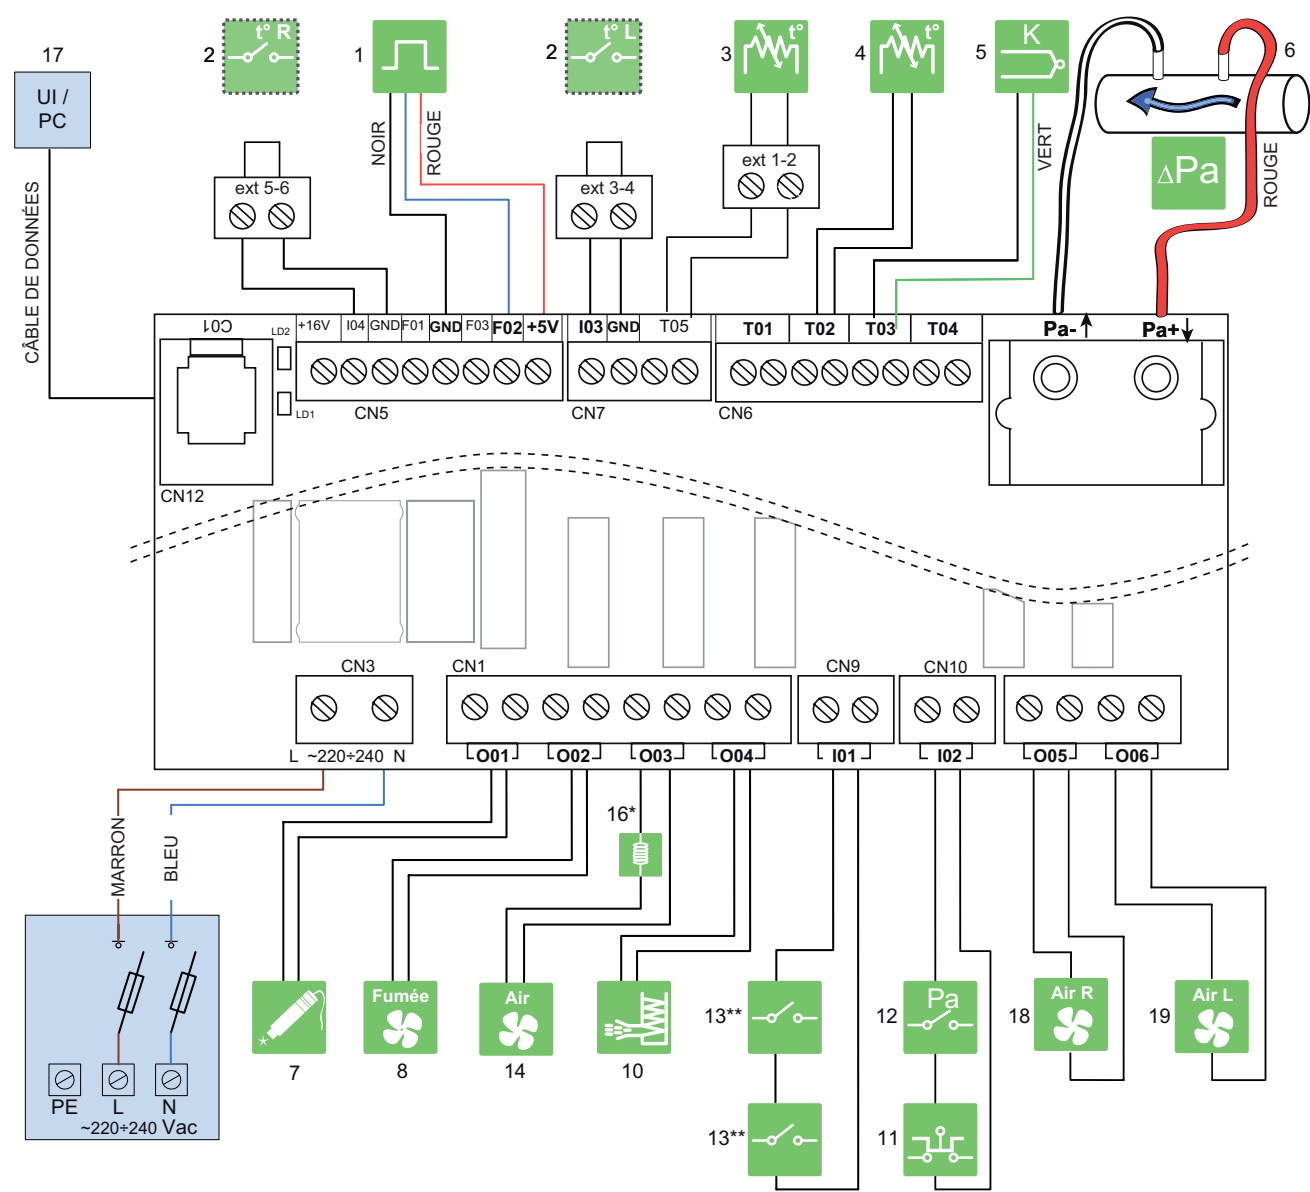 17
2
t° R
1
2
t° L
3
t°
4
t°
5
K
6
UI /
PC
NOIR
ROUGE
VERT
ROUGE
ΔPa
ext 5-6
ext 3-4
ext 1-2
CÂBLE DE DONNÉES
C01
LD2
+16V
I04
GND
F01
GND
F03
F02
+5V
I03
GND
T05
T01
T02
T03
T04
Pa-
Pa+
LD1
CN5
CN7
CN6
CN12
CN3
CN1
CN9
CN10
L ~220÷240 N
O01
O02
O03
O04
I01
I02
O05
O06
MARRON
BLEU
16*
Fumée
Air
13**
12
Pa
18
Air R
19
Air L
7
8
14
10
PE
L
N
~220÷240 Vac
13**
11